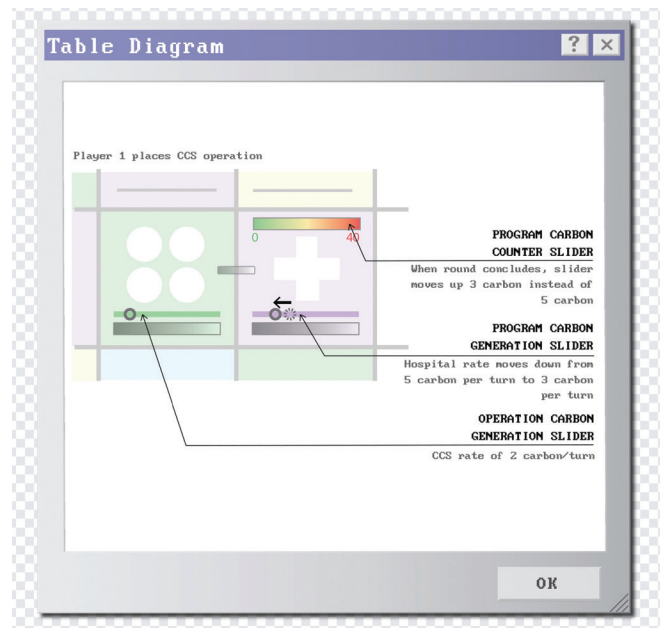 Table Diagram
? ×
Player 1 places CCS operation
0
40
PROGRAM CARBON
COUNTER SLIDER
When round concludes, slider
moves up 3 carbon instead of
5 carbon
PROGRAM CARBON
GENERATION SLIDER
Hospital rate moves down from
5 carbon per turn to 3 carbon
per turn
OPERATION CARBON
GENERATION SLIDER
CCS rate of 2 carbon/turn
OK